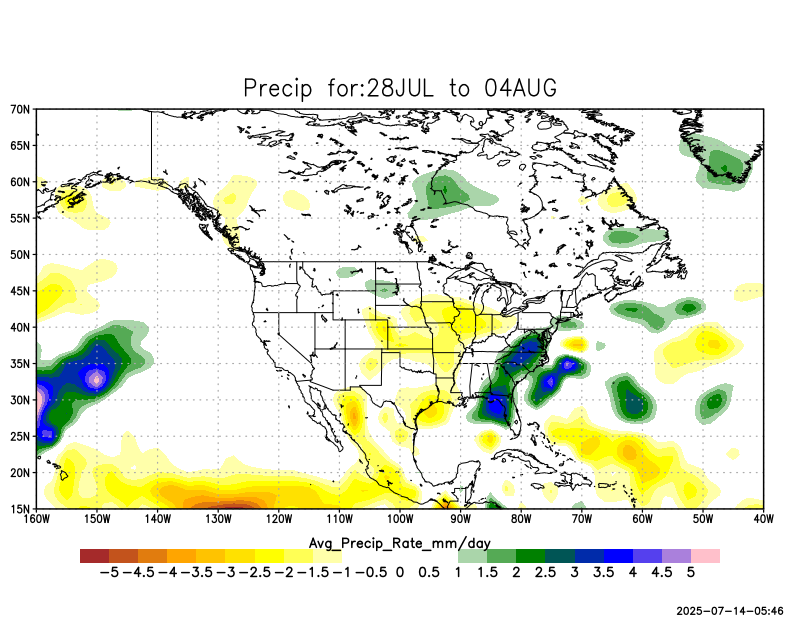 Precip for:28JUL to 04AUG
70N
65N
60N
55N
50N
45N
40N
35N
30N
25N
20N
15N
160W 150W 140W 130W 120W 110W 100W 90W 80W 70W 60W 50W 40W
Avg_Precip_Rate_mm/day
-5 -4.5 -4 -3.5 -3 -2.5 -2 -1.5 -1 -0.5 0 0.5 1 1.5 2 2.5 3 3.5 4 4.5 5
2025-07-14-05:46